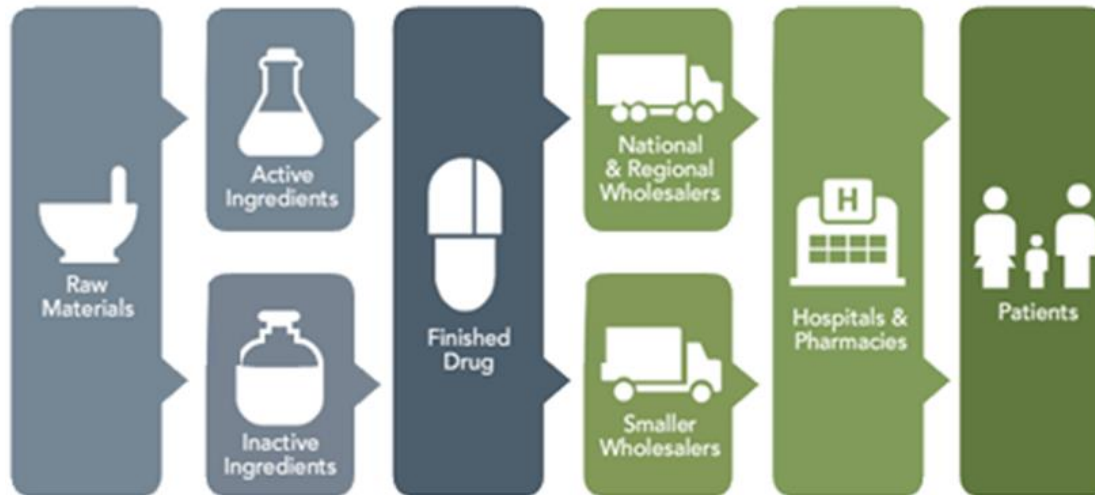 Raw
Materials
Active
Ingredients
Inactive
Ingredients
Finished
Drug
National
& Regional
Wholesalers
Smaller
Wholesalers
H
Hospitals &
Pharmacies
Patients